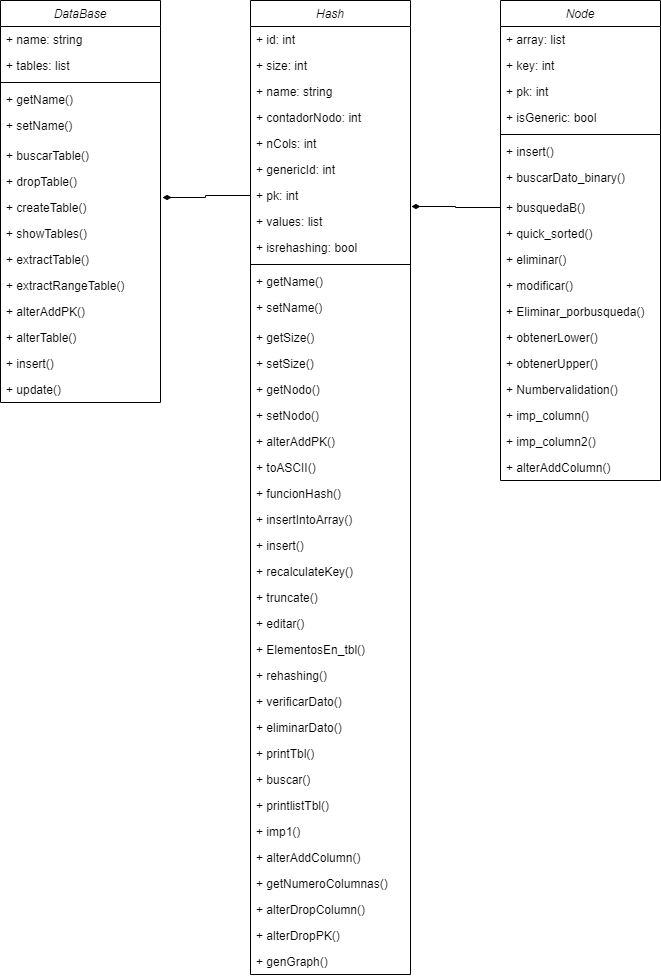 DataBase
+ name: string
+ tables: list
+ getName()
+ setName()
+ buscarTable()
+ dropTable()
+ createTable()
+ showTables()
+ extractTable()
+ extractRangeTable()
+ alterAddPK()
+ alterTable()
+ insert()
+ update()
Hash
+ id: int
+ size: int
+ name: string
+ contadorNodo: int
+ nCols: int
+ genericId: int
+ pk: int
+ values: list
+ isrehashing: bool
+ getName()
+ setName()
+ getSize()
+ setSize()
+ getNodo()
+ setNodo()
+ alterAddPK()
+ toASCII()
+ funcionHash()
+ insertIntoArray()
+ insert()
+ recalculateKey()
+ truncate()
+ editar()
+ ElementosEn_tbl()
+ rehashing()
+ verificarDato()
+ eliminarDato()
+ printTbl()
+ buscar()
+ printlistTbl()
+ imp1()
+ alterAddColumn()
+ getNumeroColumnas()
+ alterDropColumn()
+ alterDropPK()
+ genGraph()
Node
+ array: list
+ key: int
+ pk: int
+ isGeneric: bool
+ insert()
+ buscarDato_binary()
+ busquedaB()
+ quick_sorted()
+ eliminar()
+ modificar()
+ Eliminar_porbusqueda()
+ obtenerLower()
+ obtenerUpper()
+ Numbervalidation()
+ imp_column()
+ imp_column2()
+ alterAddColumn()